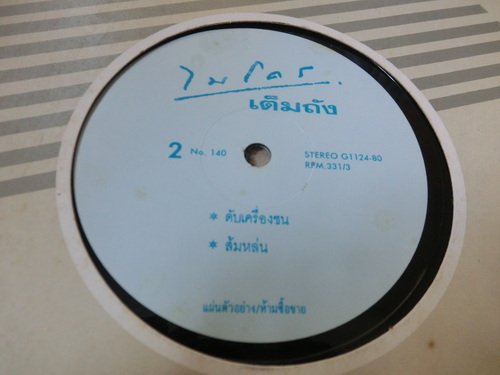 ไมโคร
เต็มถัง
2 No. 140
STEREO G1124-80
RPM.331/3
* ดับเครื่องชน
* ส้มหล่น
แผ่นตัวอย่าง/ห้ามซื้อขาย